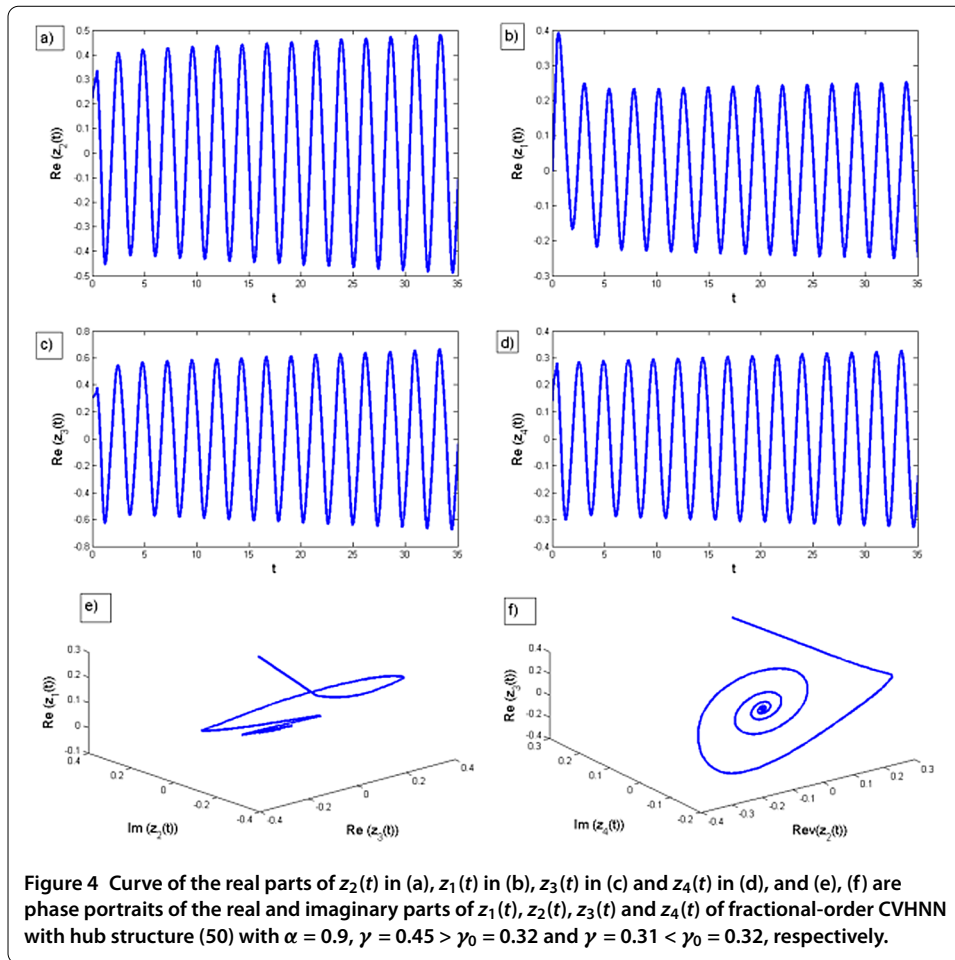 a)
0.5
0.4
0.3
0.2
0.1
0
-0.1
-0.2
-0.3
-0.4
-0.5
Re (z₂(t))
0 5 10 15 20 25 30 35
t
b)
0.4
0.3
0.2
0.1
0
-0.1
-0.2
-0.3
Re (z₁(t))
0 5 10 15 20 25 30 35
t
c)
0.8
0.6
0.4
0.2
0
-0.2
-0.4
-0.6
-0.8
Re (z₃(t))
0 5 10 15 20 25 30 35
t
d)
0.4
0.3
0.2
0.1
0
-0.1
-0.2
-0.3
-0.4
Re (z₄(t))
0 5 10 15 20 25 30 35
t
e)
0.3
0.2
0.1
0
-0.1
Re (z₁(t))
0.4
0.2
0
-0.2
-0.4
Im (z₂(t))
-0.4
-0.2
0
0.2
0.4
Re (z₃(t))
f)
0.4
0.2
0
-0.2
-0.4
Re (z₃(t))
0.3
0.2
0.1
0
-0.1
-0.2
Im (z₄(t))
-0.4
-0.3
-0.2
-0.1
0
0.1
0.2
0.3
Rev(z₂(t))
Figure 4 Curve of the real parts of z₂(t) in (a), z₁(t) in (b), z₃(t) in (c) and z₄(t) in (d), and (e), (f) are
phase portraits of the real and imaginary parts of z₁(t), z₂(t), z₃(t) and z₄(t) of fractional-order CVHNN
with hub structure (50) with α = 0.9, γ = 0.45 > γ₀ = 0.32 and γ = 0.31 < γ₀ = 0.32, respectively.